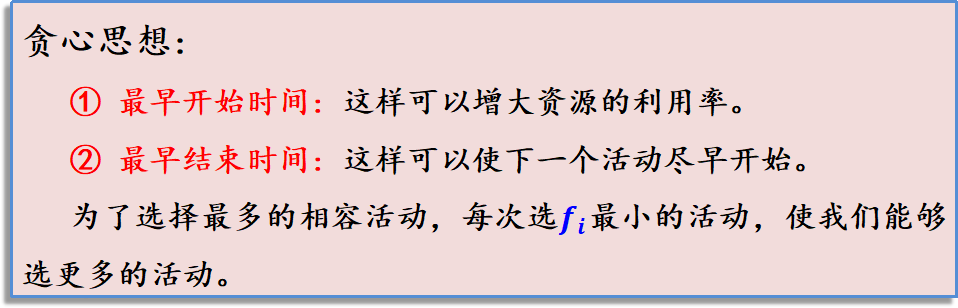 贪心思想：
① 最早开始时间：这样可以增大资源的利用率。
② 最早结束时间：这样可以使下一个活动尽早开始。
为了选择最多的相容活动，每次选fi最小的活动，使我们能够
选更多的活动。